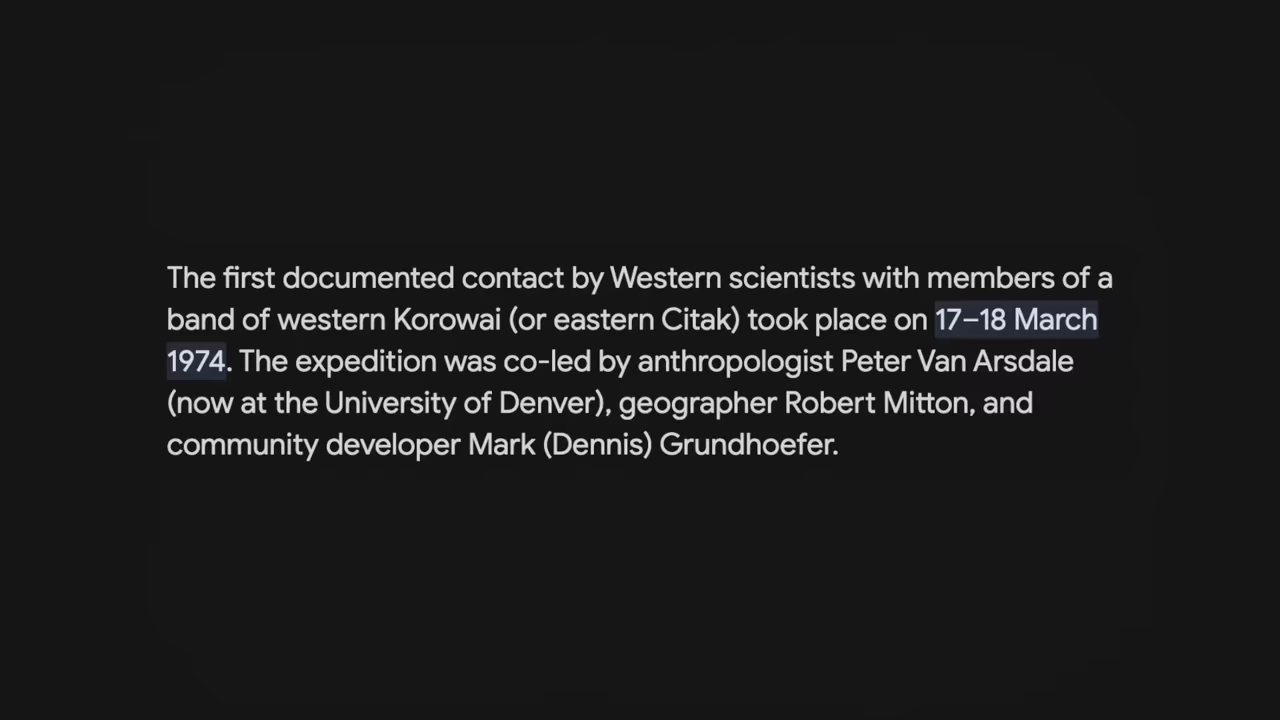 The first documented contact by Western scientists with members of a
band of western Korowai (or eastern Citak) took place on 17–18 March
1974. The expedition was co-led by anthropologist Peter Van Arsdale
(now at the University of Denver), geographer Robert Mitton, and
community developer Mark (Dennis) Grundhoefer.